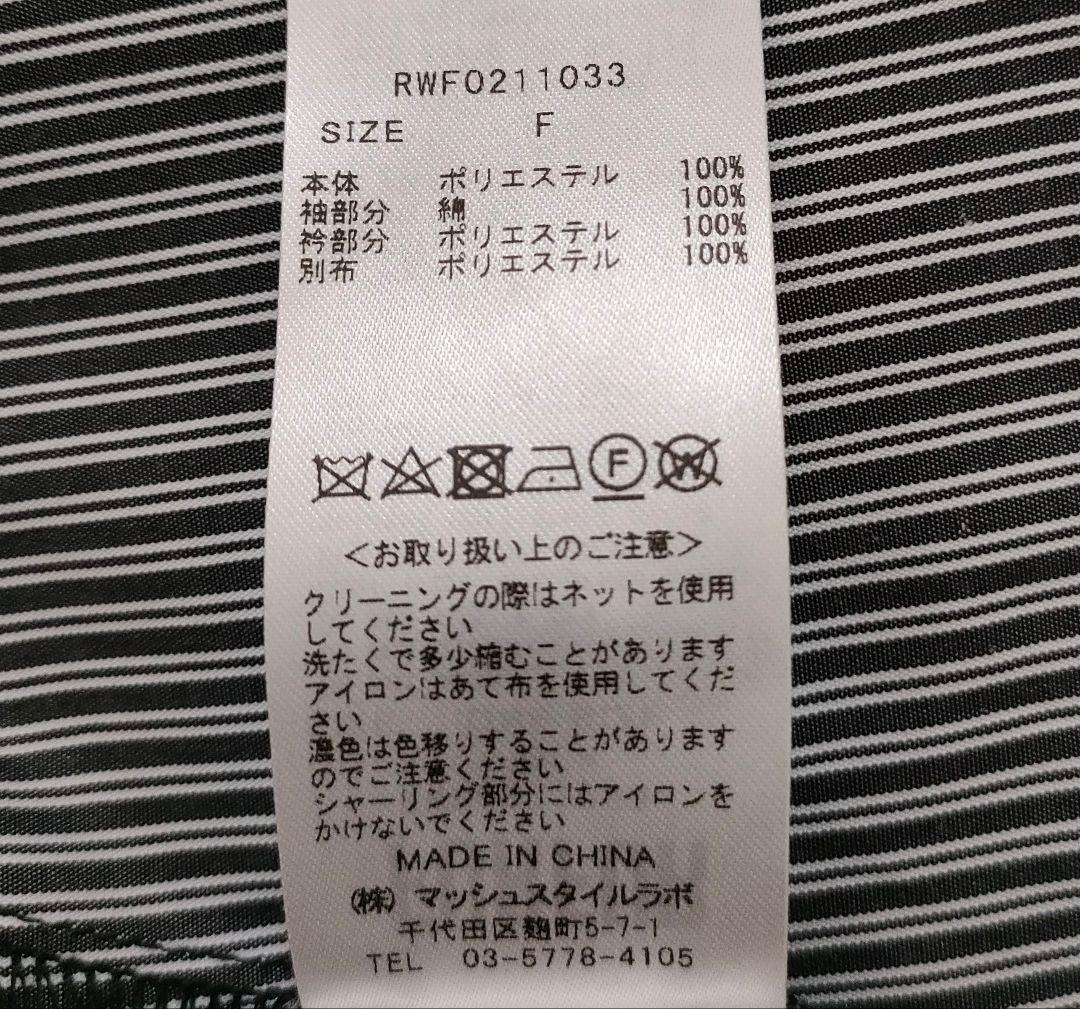 RWF0211033
SIZE F
本体 ポリエステル 100%
袖部分 綿 100%
衿部分 ポリエステル 100%
別布 ポリエステル 100%
F
W
<お取り扱い上のご注意>
クリーニングの際はネットを使用
してください
洗たくで多少縮むことがあります
アイロンはあて布を使用してくだ
さい
濃色は色移りすることがあります
のでご注意ください
シャーリング部分にはアイロンを
かけないでください
MADE IN CHINA
(株)マッシュスタイルラボ
千代田区麹町5-7-1
TEL 03-5778-4105